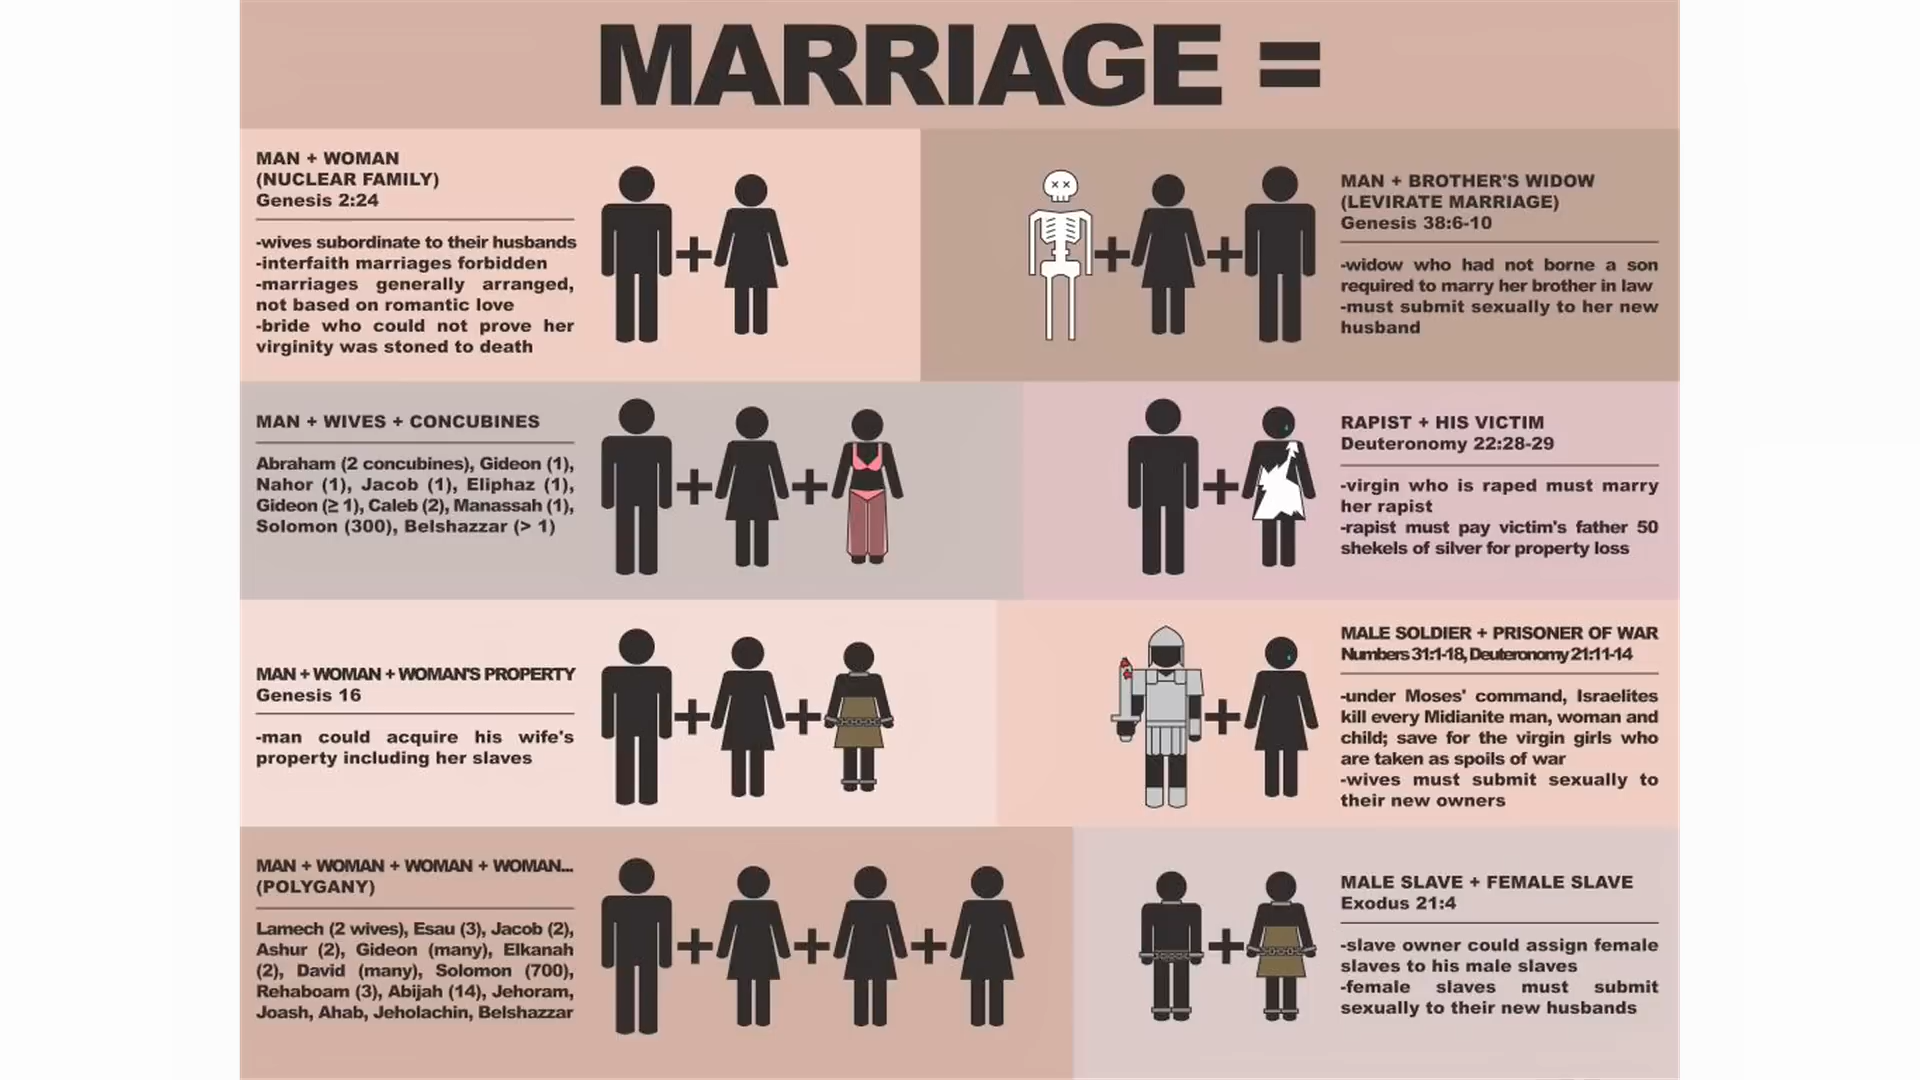 MARRIAGE =
MAN + WOMAN
(NUCLEAR FAMILY)
Genesis 2:24
-wives subordinate to their husbands
-interfaith marriages forbidden
-marriages generally arranged,
not based on romantic love
-bride who could not prove her
virginity was stoned to death
MAN + BROTHER'S WIDOW
(LEVIRATE MARRIAGE)
Genesis 38:6-10
-widow who had not borne a son
required to marry her brother in law
-must submit sexually to her new
husband
MAN + WIVES + CONCUBINES
Abraham (2 concubines), Gideon (1),
Nahor (1), Jacob (1), Eliphaz (1),
Gideon (≥ 1), Caleb (2), Manassah (1),
Solomon (300), Belshazzar (> 1)
RAPIST + HIS VICTIM
Deuteronomy 22:28-29
-virgin who is raped must marry
her rapist
-rapist must pay victim's father 50
shekels of silver for property loss
MAN + WOMAN + WOMAN'S PROPERTY
Genesis 16
-man could acquire his wife's
property including her slaves
MALE SOLDIER + PRISONER OF WAR
Numbers 31:1-18, Deuteronomy 21:11-14
-under Moses' command, Israelites
kill every Midianite man, woman and
child; save for the virgin girls who
are taken as spoils of war
-wives must submit sexually to
their new owners
MAN + WOMAN + WOMAN + WOMAN...
(POLYGANY)
Lamech (2 wives), Esau (3), Jacob (2),
Ashur (2), Gideon (many), Elkanah
(2), David (many), Solomon (700),
Rehaboam (3), Abijah (14), Jehoram,
Joash, Ahab, Jeholachin, Belshazzar
MALE SLAVE + FEMALE SLAVE
Exodus 21:4
-slave owner could assign female
slaves to his male slaves
-female slaves must submit
sexually to their new husbands